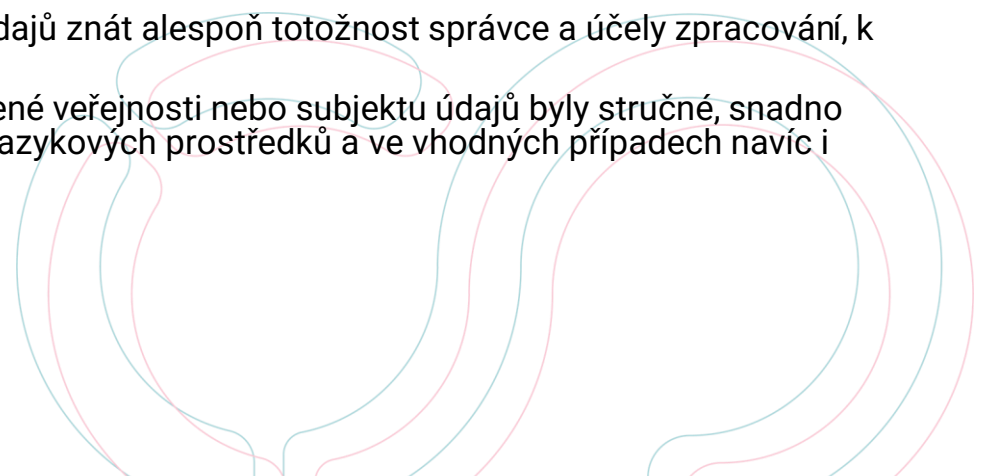 dajů znát alespoň totožnost správce a účely zpracování, k
ené veřejnosti nebo subjektu údajů byly stručné, snadno
azykových prostředků a ve vhodných případech navíc i